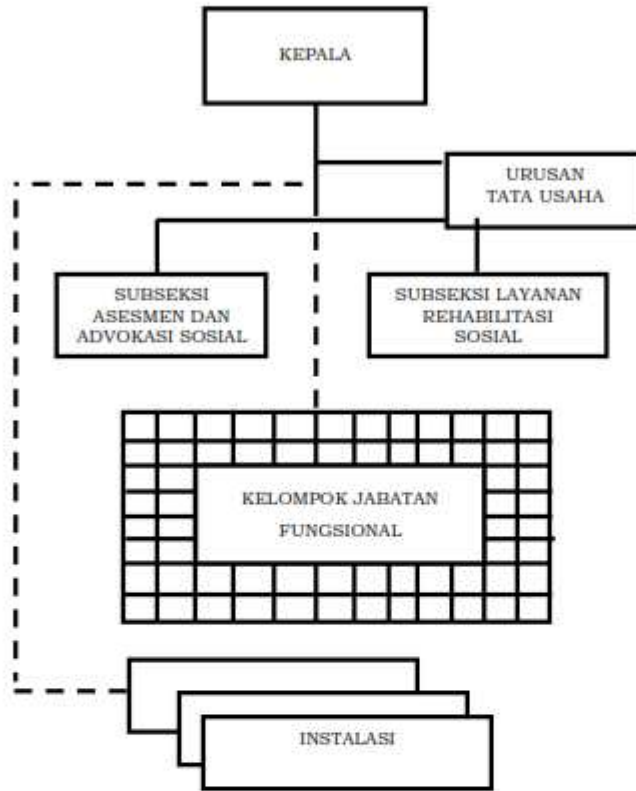 KEPALA
URUSAN
TATA USAHA
SUBSEKSI
ASESMEN DAN
ADVOKASI SOSIAL
SUBSEKSI LAYANAN
REHABILITASI
SOSIAL
KELOMPOK JABATAN
FUNGSIONAL
INSTALASI